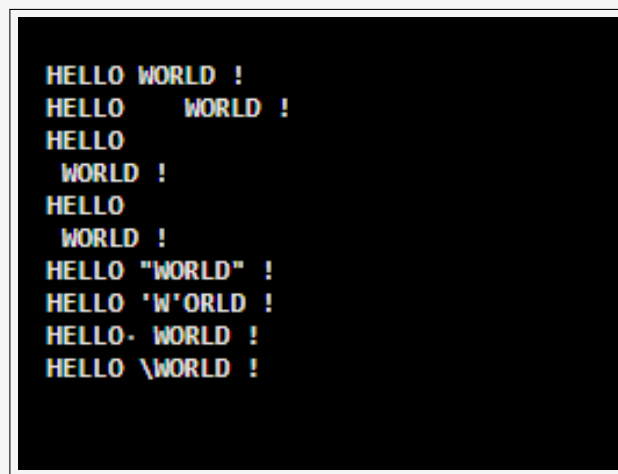 HELLO WORLD !
HELLO    WORLD !
HELLO
 WORLD !
HELLO
 WORLD !
HELLO "WORLD" !
HELLO 'W'ORLD !
HELLO· WORLD !
HELLO \WORLD !